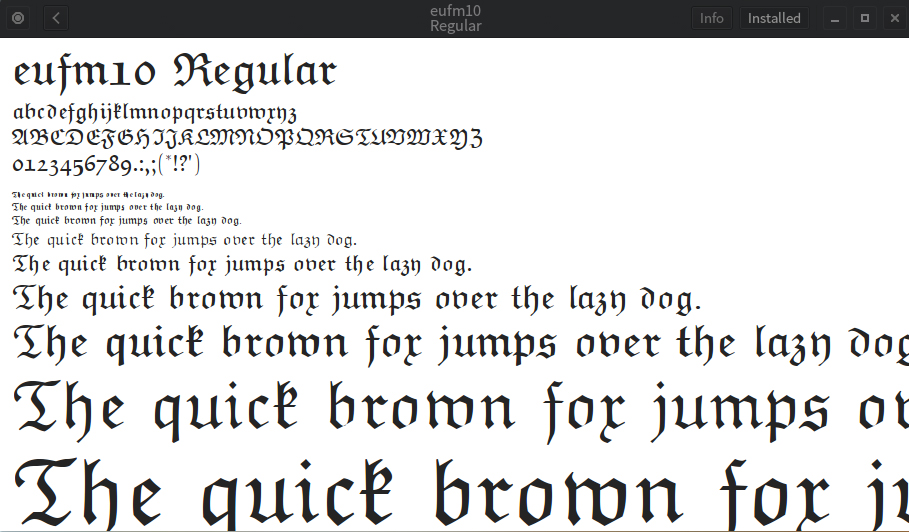 eufm10
Regular
Info
Installed
eufm10 Regular
abcdefghijklmnopqrstuvwxyz
ABCDEFGHIJKLMNOPQRSTUVWXYZ
0123456789.:,;(*!?')
The quick brown fox jumps over the lazy dog.
The quick brown fox jumps over the lazy dog.
The quick brown fox jumps over the lazy dog.
The quick brown fox jumps over the lazy dog.
The quick brown fox jumps over the lazy dog.
The quick brown fox jumps over the lazy dog.
The quick brown fox jumps over the lazy dog
The quick brown fox jumps ov
The quick brown fox j